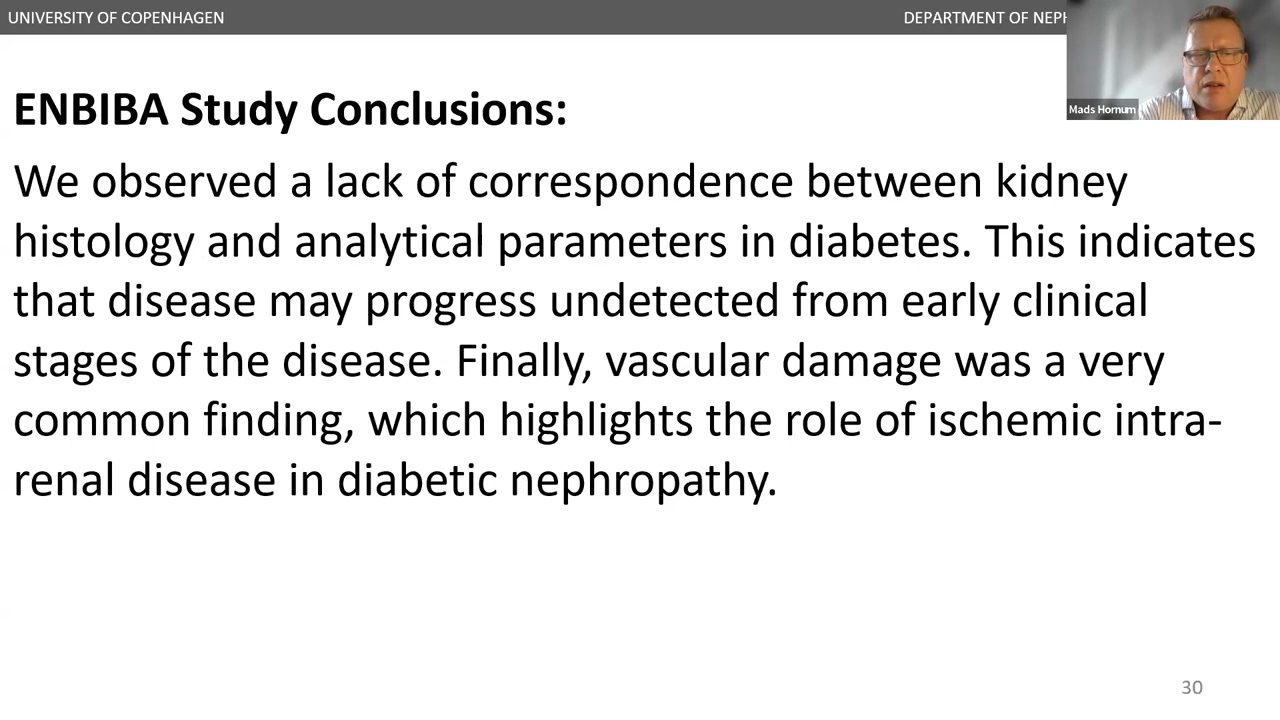 UNIVERSITY OF COPENHAGEN
DEPARTMENT OF
Mads Hornum
ENBIBA Study Conclusions:
We observed a lack of correspondence between kidney
histology and analytical parameters in diabetes. This indicates
that disease may progress undetected from early clinical
stages of the disease. Finally, vascular damage was a very
common finding, which highlights the role of ischemic intra-
renal disease in diabetic nephropathy.
30